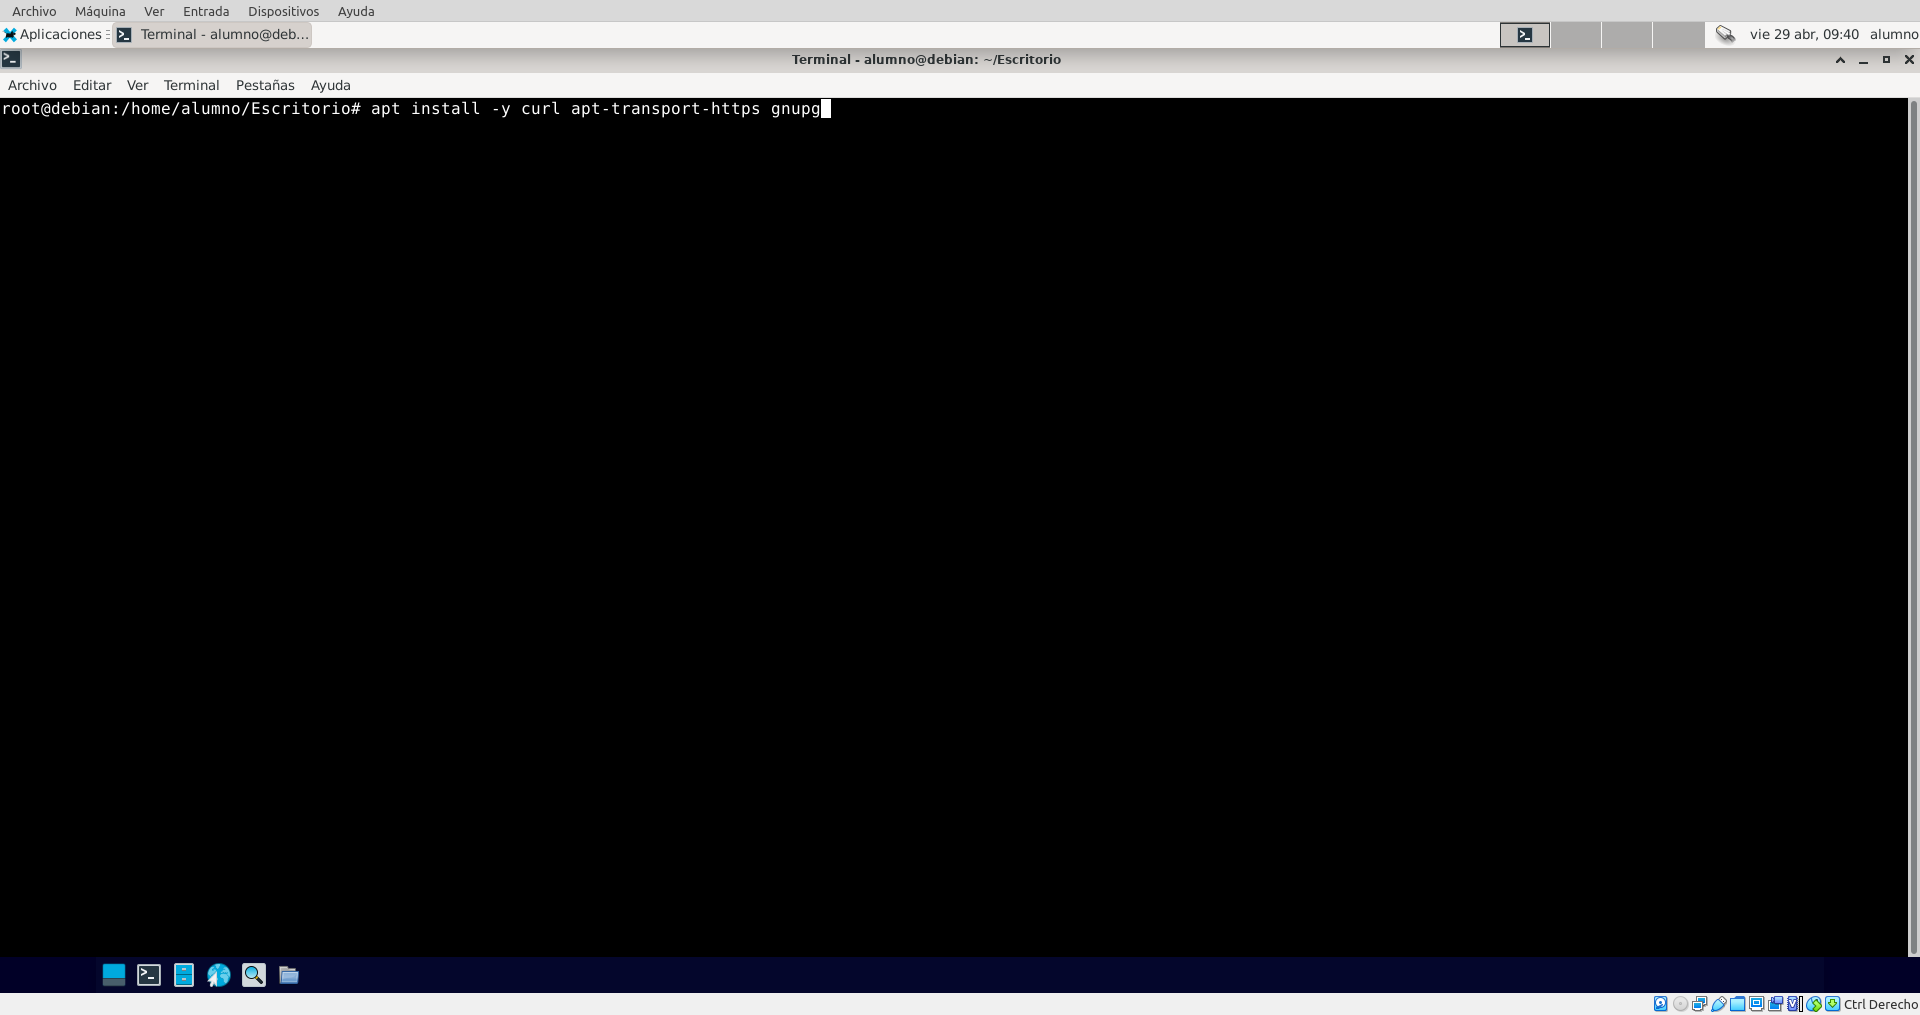 Archivo Máquina Ver Entrada Dispositivos Ayuda
Aplicaciones Terminal - alumno@deb... vie 29 abr, 09:40 alumno
Terminal - alumno@debian: ~/Escritorio
Archivo Editar Ver Terminal Pestañas Ayuda
root@debian:/home/alumno/Escritorio# apt install -y curl apt-transport-https gnupg
Ctrl Derecho